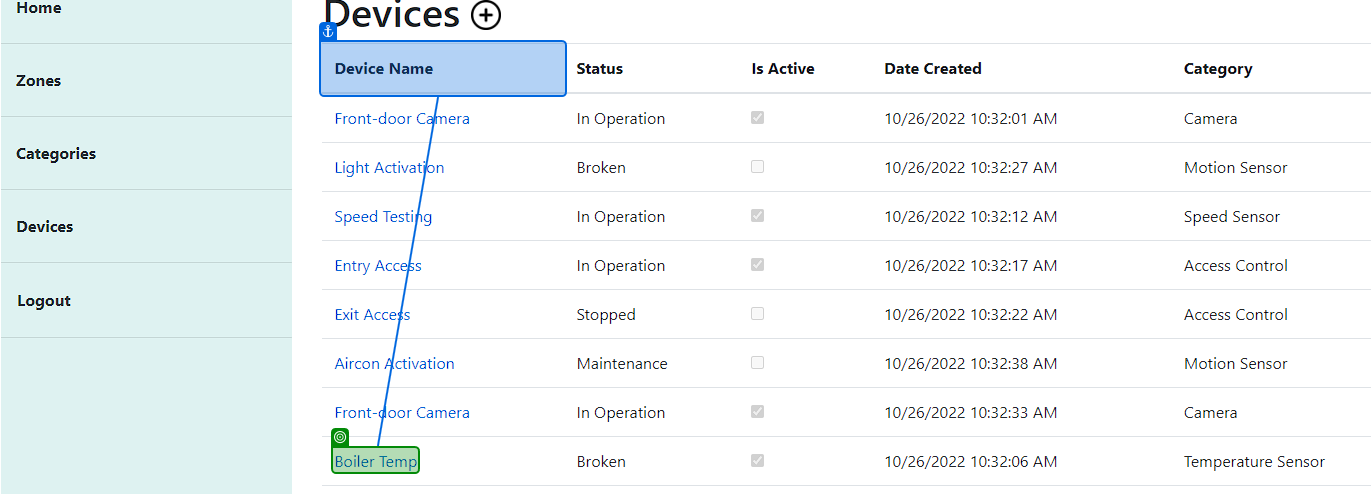 Home
Zones
Categories
Devices
Logout
Devices
Device Name Status Is Active Date Created Category
Front-door Camera In Operation 10/26/2022 10:32:01 AM Camera
Light Activation Broken 10/26/2022 10:32:27 AM Motion Sensor
Speed Testing In Operation 10/26/2022 10:32:12 AM Speed Sensor
Entry Access In Operation 10/26/2022 10:32:17 AM Access Control
Exit Access Stopped 10/26/2022 10:32:22 AM Access Control
Aircon Activation Maintenance 10/26/2022 10:32:38 AM Motion Sensor
Front-door Camera In Operation 10/26/2022 10:32:33 AM Camera
Boiler Temp Broken 10/26/2022 10:32:06 AM Temperature Sensor